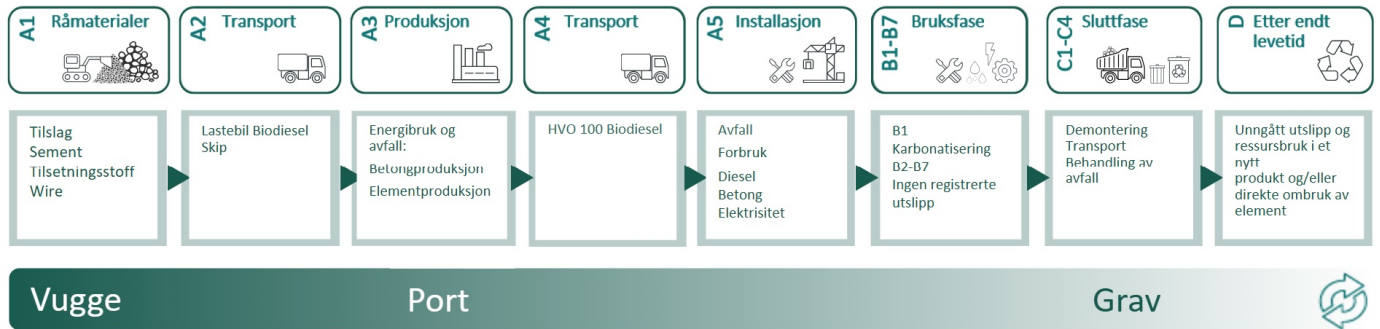 A1 Råmaterialer
A2 Transport
A3 Produksjon
A4 Transport
A5 Installasjon
B1-B7 Bruksfase
C1-C4 Sluttfase
D Etter endt
levetid
Tilslag
Sement
Tilsetningsstoff
Wire
Lastebil Biodiesel
Skip
Energibruk og
avfall:
Betongproduksjon
Elementproduksjon
HVO 100 Biodiesel
Avfall
Forbruk
Diesel
Betong
Elektrisitet
B1
Karbonatisering
B2-B7
Ingen registrerte
utslipp
Demontering
Transport
Behandling av
avfall
Unngått utslipp og
ressursbruk i et
nytt
produkt og/eller
direkte ombruk av
element
Vugge
Port
Grav